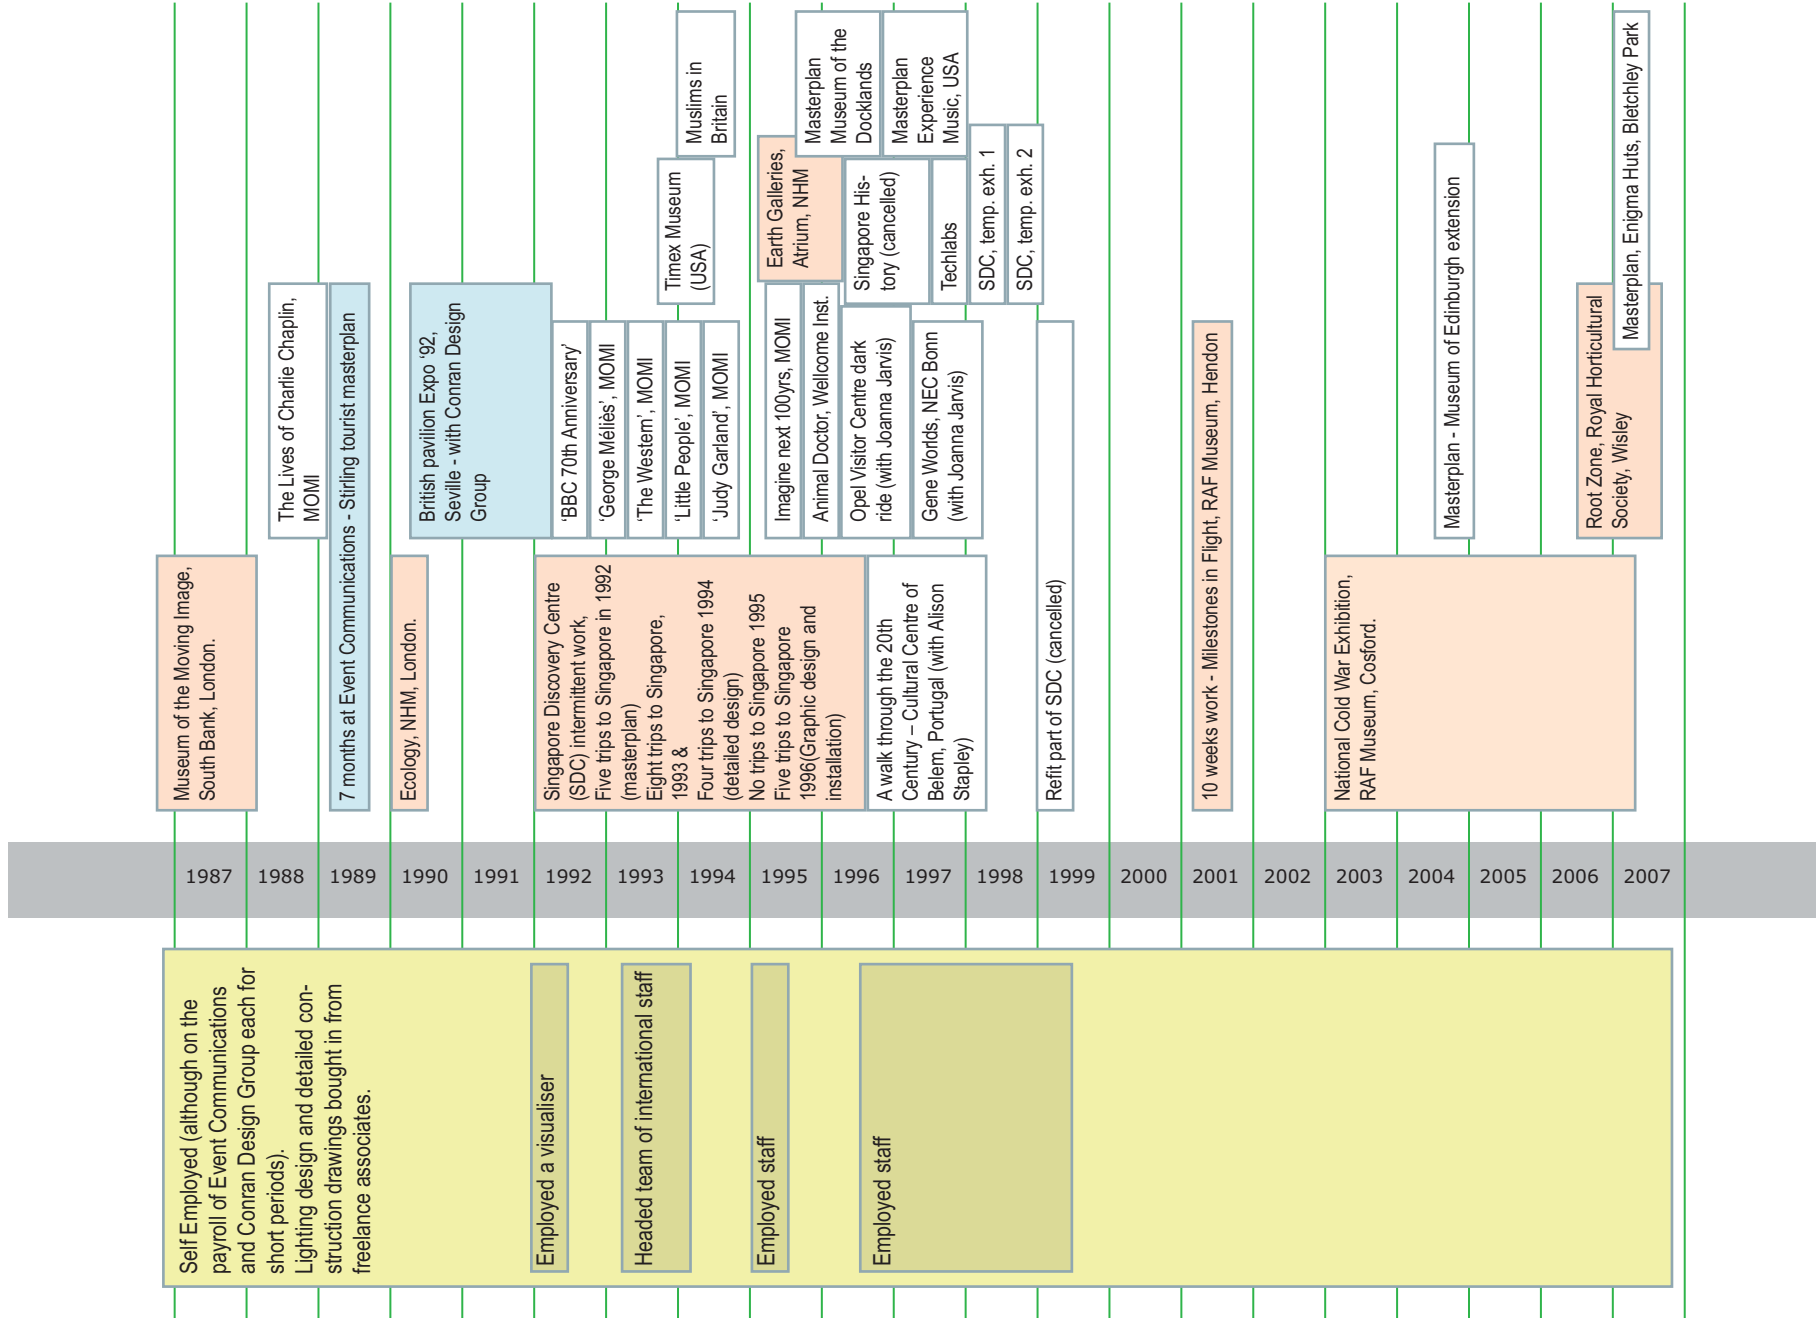 Museum of the Moving Image,
South Bank, London.
The Lives of Charlie Chaplin,
MOMI
7 months at Event Communications - Stirling tourist masterplan
Ecology, NHM, London.
British pavilion Expo ‘92,
Seville - with Conran Design
Group
Singapore Discovery Centre
(SDC) intermittent work,
Five trips to Singapore in 1992
(masterplan)
Eight trips to Singapore,
1993 &
Four trips to Singapore 1994
(detailed design)
No trips to Singapore 1995
Five trips to Singapore
1996(Graphic design and
installation)
‘BBC 70th Anniversary’
‘George Méliès’, MOMI
‘The Western’, MOMI
‘Little People’, MOMI
‘Judy Garland’, MOMI
Timex Museum
(USA)
Muslims in
Britain
Earth Galleries,
Atrium, NHM
Imagine next 100yrs, MOMI
Animal Doctor, Wellcome Inst.
Masterplan
Museum of the
Docklands
Masterplan
Experience
Music, USA
Singapore His-
tory (cancelled)
Techlabs
SDC, temp. exh. 1
SDC, temp. exh. 2
Opel Visitor Centre dark
ride (with Joanna Jarvis)
Gene Worlds, NEC Bonn
(with Joanna Jarvis)
A walk through the 20th
Century – Cultural Centre of
Belem, Portugal (with Alison
Stapley)
Refit part of SDC (cancelled)
10 weeks work - Milestones in Flight, RAF Museum, Hendon
National Cold War Exhibition,
RAF Museum, Cosford.
Masterplan - Museum of Edinburgh extension
Root Zone, Royal Horticultural
Society, Wisley
Masterplan, Enigma Huts, Bletchley Park
1987 1988 1989 1990 1991 1992 1993 1994 1995 1996 1997 1998 1999 2000 2001 2002 2003 2004 2005 2006 2007
Self Employed (although on the
payroll of Event Communications
and Conran Design Group each for
short periods).
Lighting design and detailed con-
struction drawings bought in from
freelance associates.
Employed a visualiser
Headed team of international staff
Employed staff
Employed staff